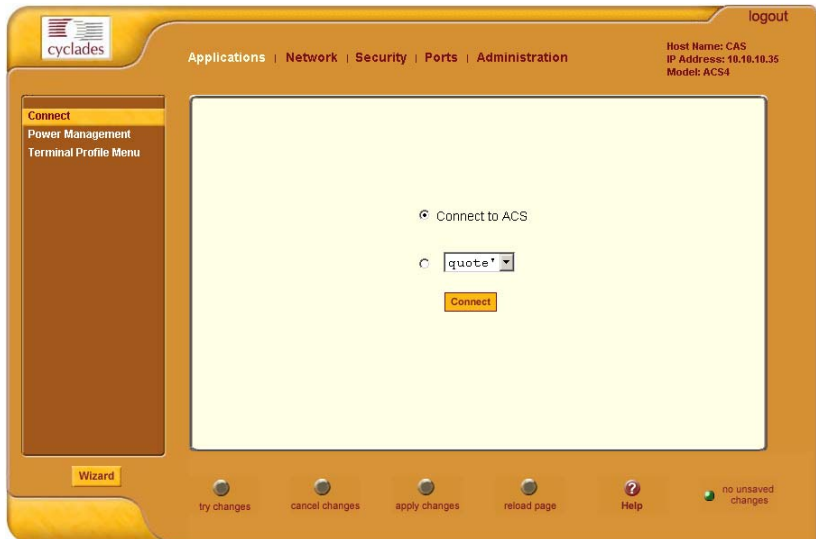 cyclades
logout
Applications | Network | Security | Ports | Administration
Host Name: CAS
IP Address: 10.10.10.35
Model: ACS4
Connect
Power Management
Terminal Profile Menu
Connect to ACS
quote'
Connect
Wizard
try changes
cancel changes
apply changes
reload page
? Help
no unsaved
changes